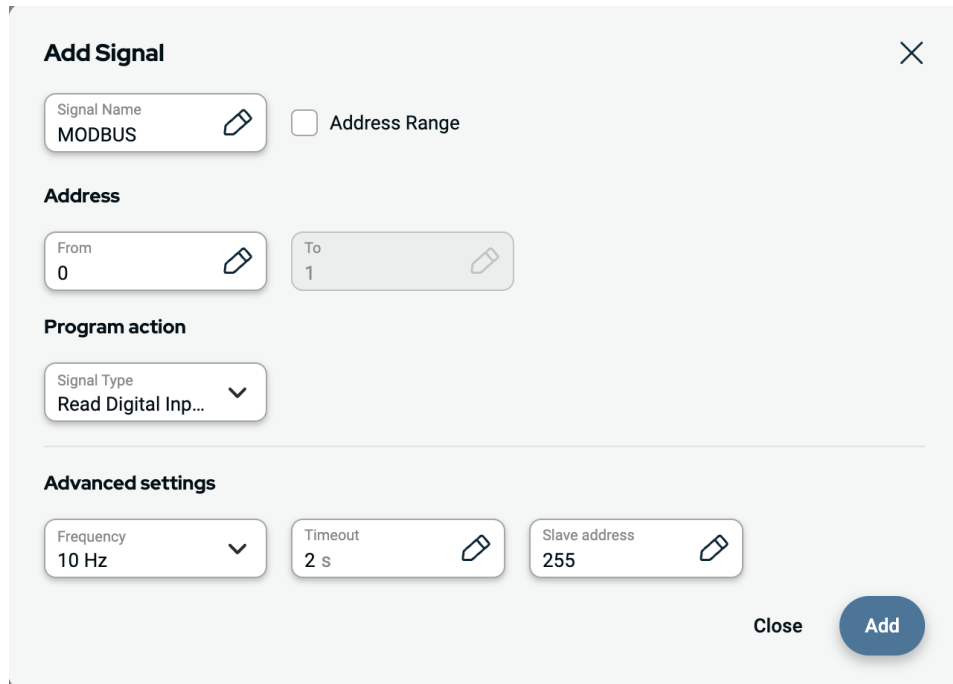 Add Signal
Signal Name
MODBUS
Address Range
Address
From
0
To
1
Program action
Signal Type
Read Digital Inp...
Advanced settings
Frequency
10 Hz
Timeout
2 s
Slave address
255
Close
Add